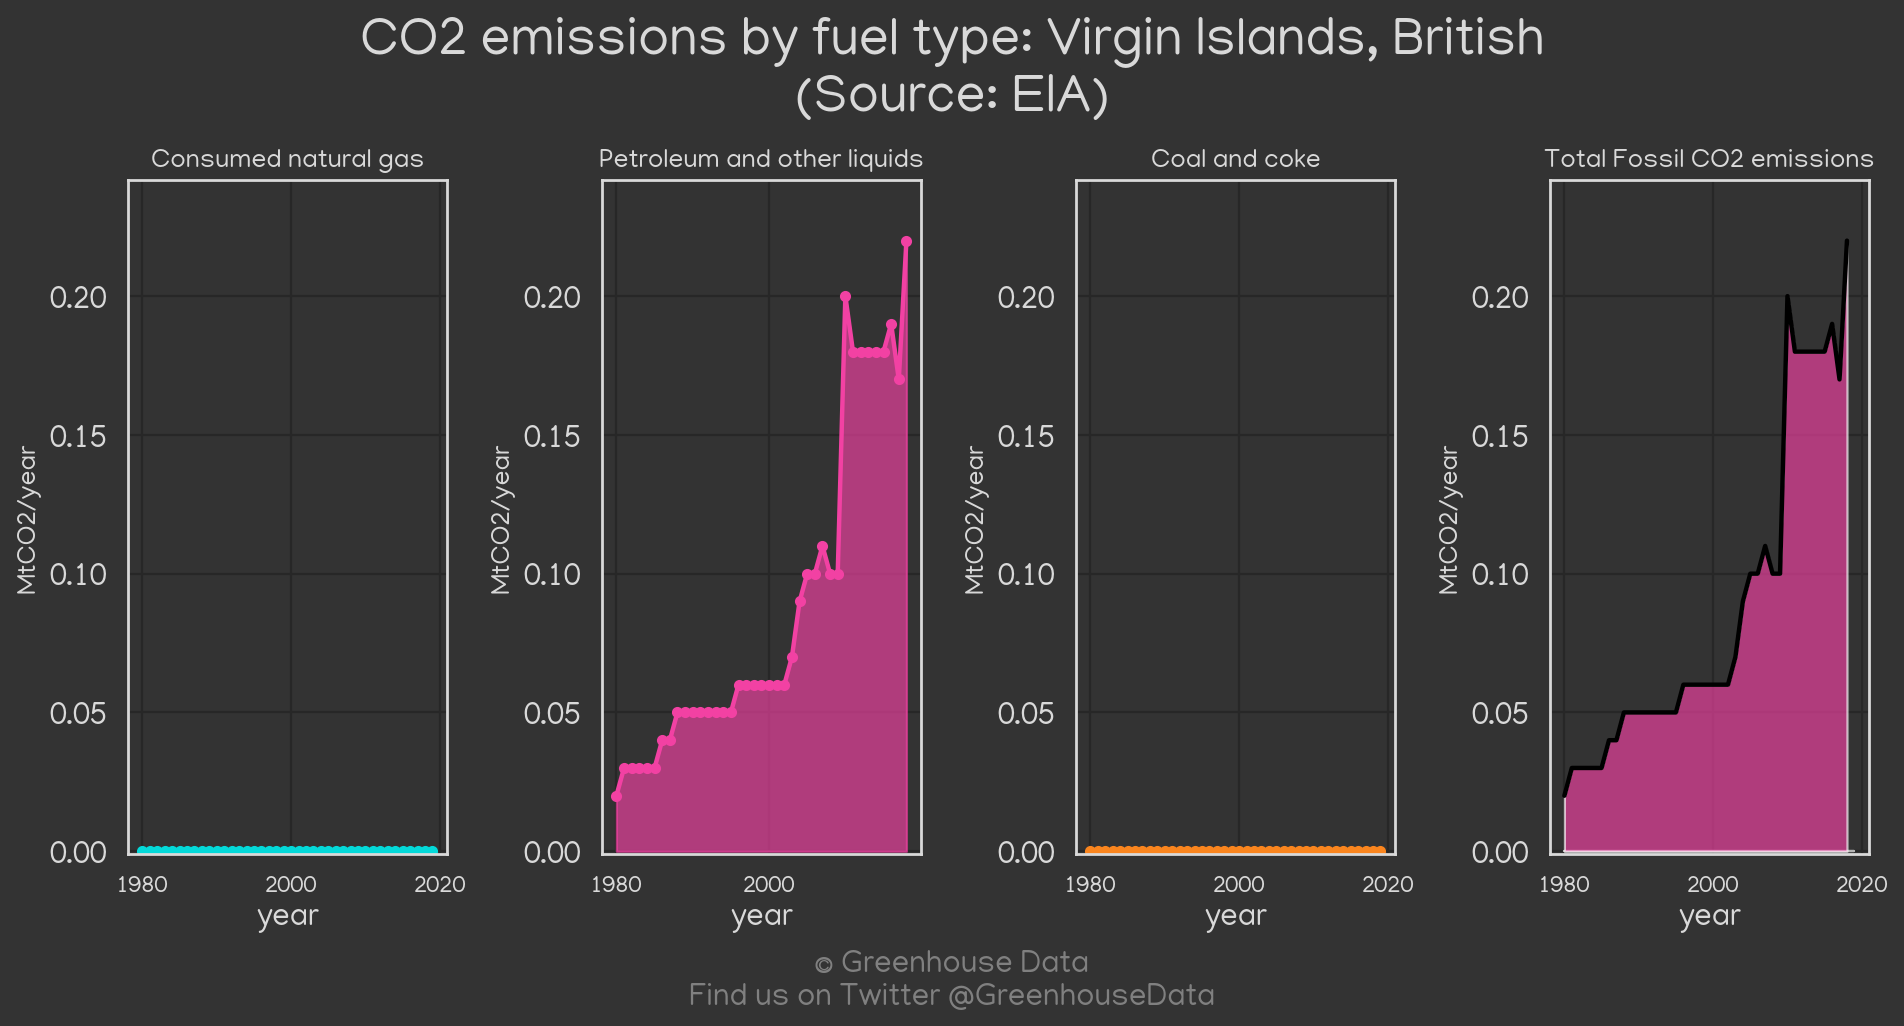 CO2 emissions by fuel type: Virgin Islands, British
(Source: EIA)
Consumed natural gas
MtCO2/year
0.20
0.15
0.10
0.05
0.00
1980 2000 2020
year
Petroleum and other liquids
MtCO2/year
0.20
0.15
0.10
0.05
0.00
1980 2000
year
Coal and coke
MtCO2/year
0.20
0.15
0.10
0.05
0.00
1980 2000 2020
year
Total Fossil CO2 emissions
MtCO2/year
0.20
0.15
0.10
0.05
0.00
1980 2000 2020
year
© Greenhouse Data
Find us on Twitter @GreenhouseData